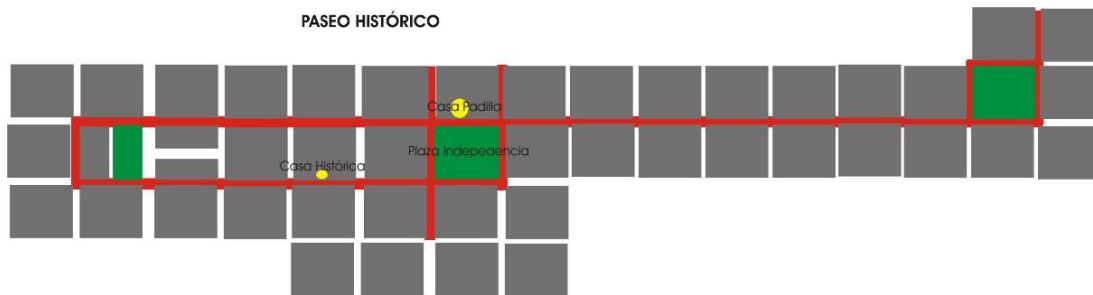 PASEO HISTÓRICO
Casa Padilla
Plaza Indepedencia
Casa Histórica